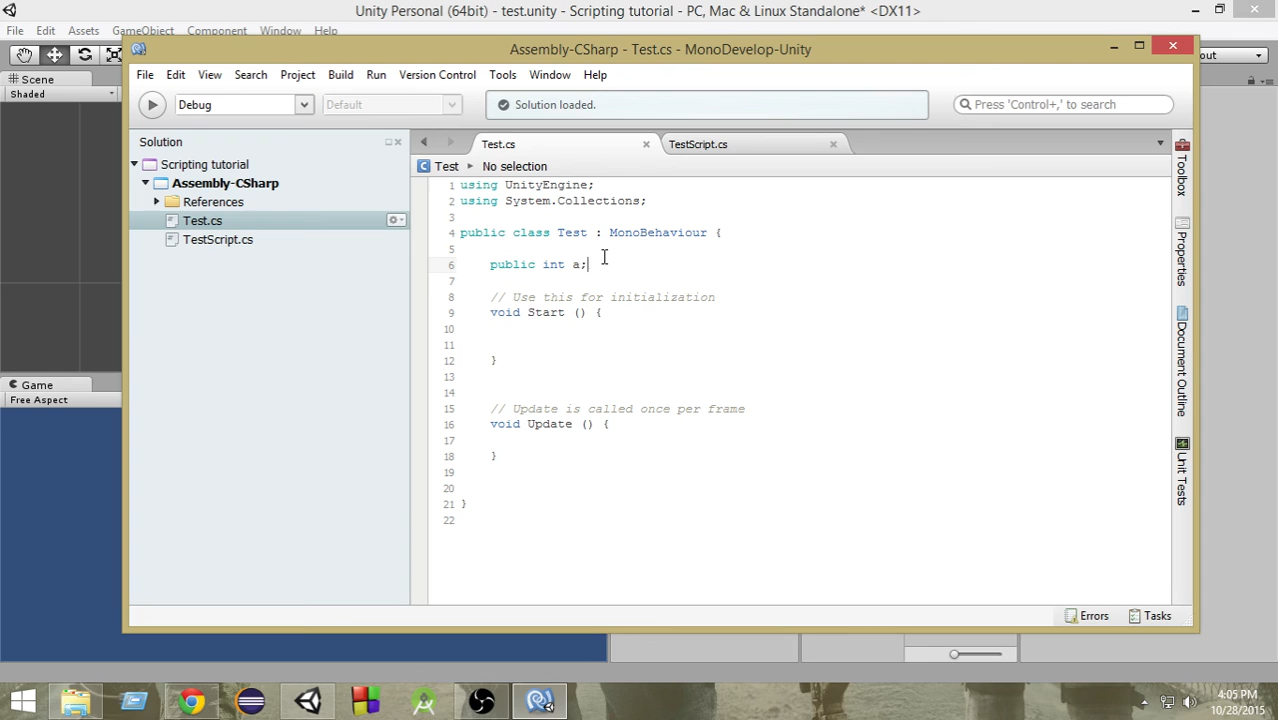 Unity Personal (64bit) - test.unity - Scripting tutorial - PC, Mac & Linux Standalone* <DX11>
File Edit Assets GameObject Component Window Help
Assembly-CSharp - Test.cs - MonoDevelop-Unity
out
Scene
Shaded
File Edit View Search Project Build Run Version Control Tools Window Help
Debug Default Solution loaded. Press 'Control+,' to search
Solution
Scripting tutorial
Assembly-CSharp
References
Test.cs
TestScript.cs
Test.cs TestScript.cs
C Test No selection
1 using UnityEngine;
2 using System.Collections;
3
4 public class Test : MonoBehaviour {
5
6 public int a;
7
8 // Use this for initialization
9 void Start () {
10
11
12 }
13
14
15 // Update is called once per frame
16 void Update () {
17
18 }
19
20
21 }
22
Toolbox
Properties
Document Outline
Unit Tests
Game
Free Aspect
Errors Tasks
4:05 PM
10/28/2015